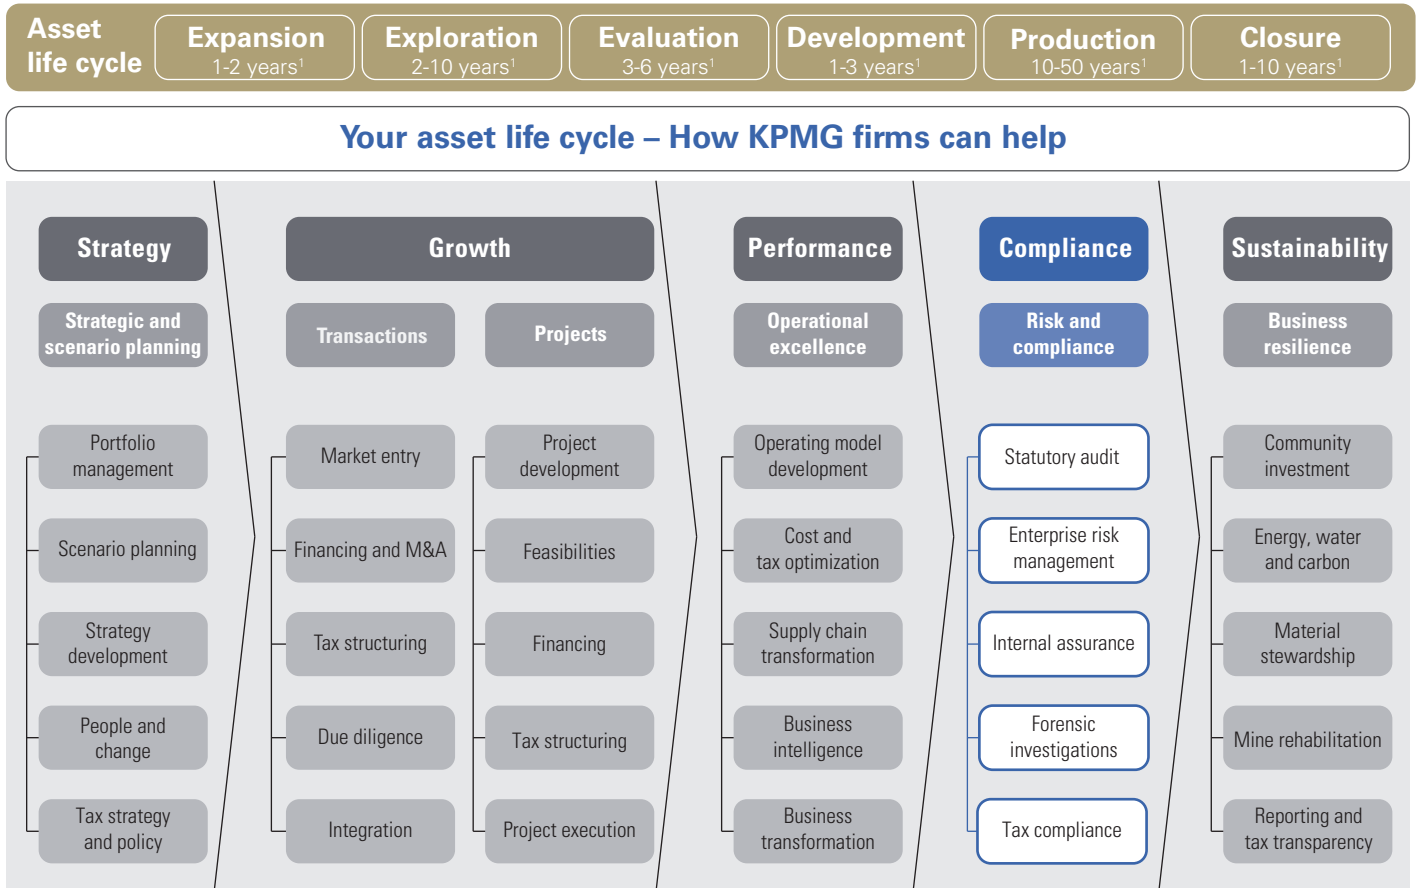 Asset
life cycle
Expansion
1-2 years¹
Exploration
2-10 years¹
Evaluation
3-6 years¹
Development
1-3 years¹
Production
10-50 years¹
Closure
1-10 years¹
Your asset life cycle – How KPMG firms can help
Strategy
Strategic and
scenario planning
Portfolio
management
Scenario planning
Strategy
development
People and
change
Tax strategy
and policy
Growth
Transactions
Market entry
Financing and M&A
Tax structuring
Due diligence
Integration
Projects
Project
development
Feasibilities
Financing
Tax structuring
Project execution
Performance
Operational
excellence
Operating model
development
Cost and
tax optimization
Supply chain
transformation
Business
intelligence
Business
transformation
Compliance
Risk and
compliance
Statutory audit
Enterprise risk
management
Internal assurance
Forensic
investigations
Tax compliance
Sustainability
Business
resilience
Community
investment
Energy, water
and carbon
Material
stewardship
Mine rehabilitation
Reporting and
tax transparency